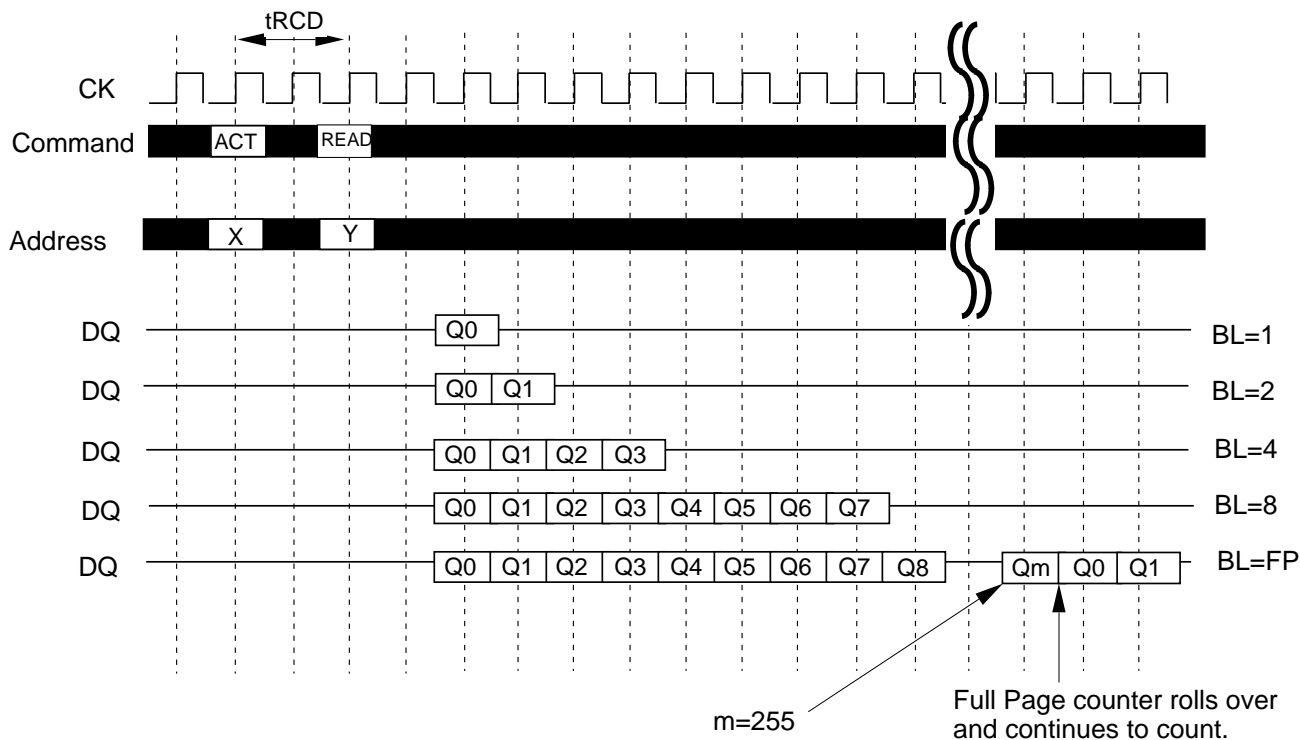 tRCD
CK
Command ACT READ
Address X Y
DQ Q0 BL=1
DQ Q0 Q1 BL=2
DQ Q0 Q1 Q2 Q3 BL=4
DQ Q0 Q1 Q2 Q3 Q4 Q5 Q6 Q7 BL=8
DQ Q0 Q1 Q2 Q3 Q4 Q5 Q6 Q7 Q8 Qm Q0 Q1 BL=FP
m=255
Full Page counter rolls over
and continues to count.